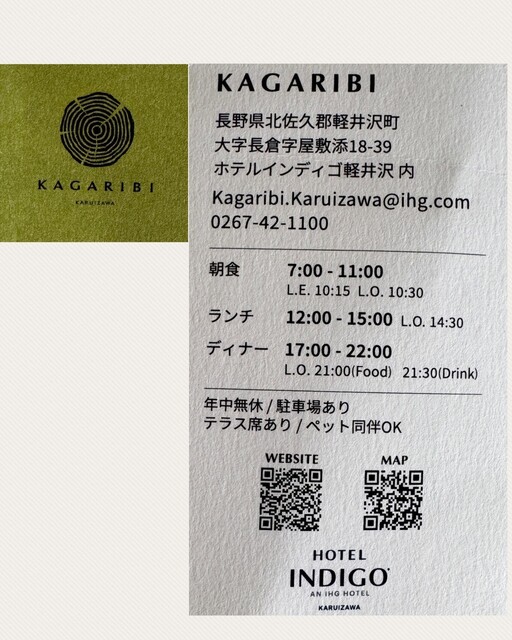 KAGARIBI
KARUIZAWA
KAGARIBI
長野県北佐久郡軽井沢町
大字長倉字屋敷添18-39
ホテルインディゴ軽井沢 内
Kagaribi.Karuizawa@ihg.com
0267-42-1100
朝食 7:00 - 11:00
L.E. 10:15 L.O. 10:30
ランチ 12:00 - 15:00 L.O. 14:30
ディナー 17:00 - 22:00
L.O. 21:00(Food) 21:30(Drink)
年中無休 / 駐車場あり
テラス席あり / ペット同伴OK
WEBSITE MAP
HOTEL
INDIGO®
AN IHG HOTEL
KARUIZAWA